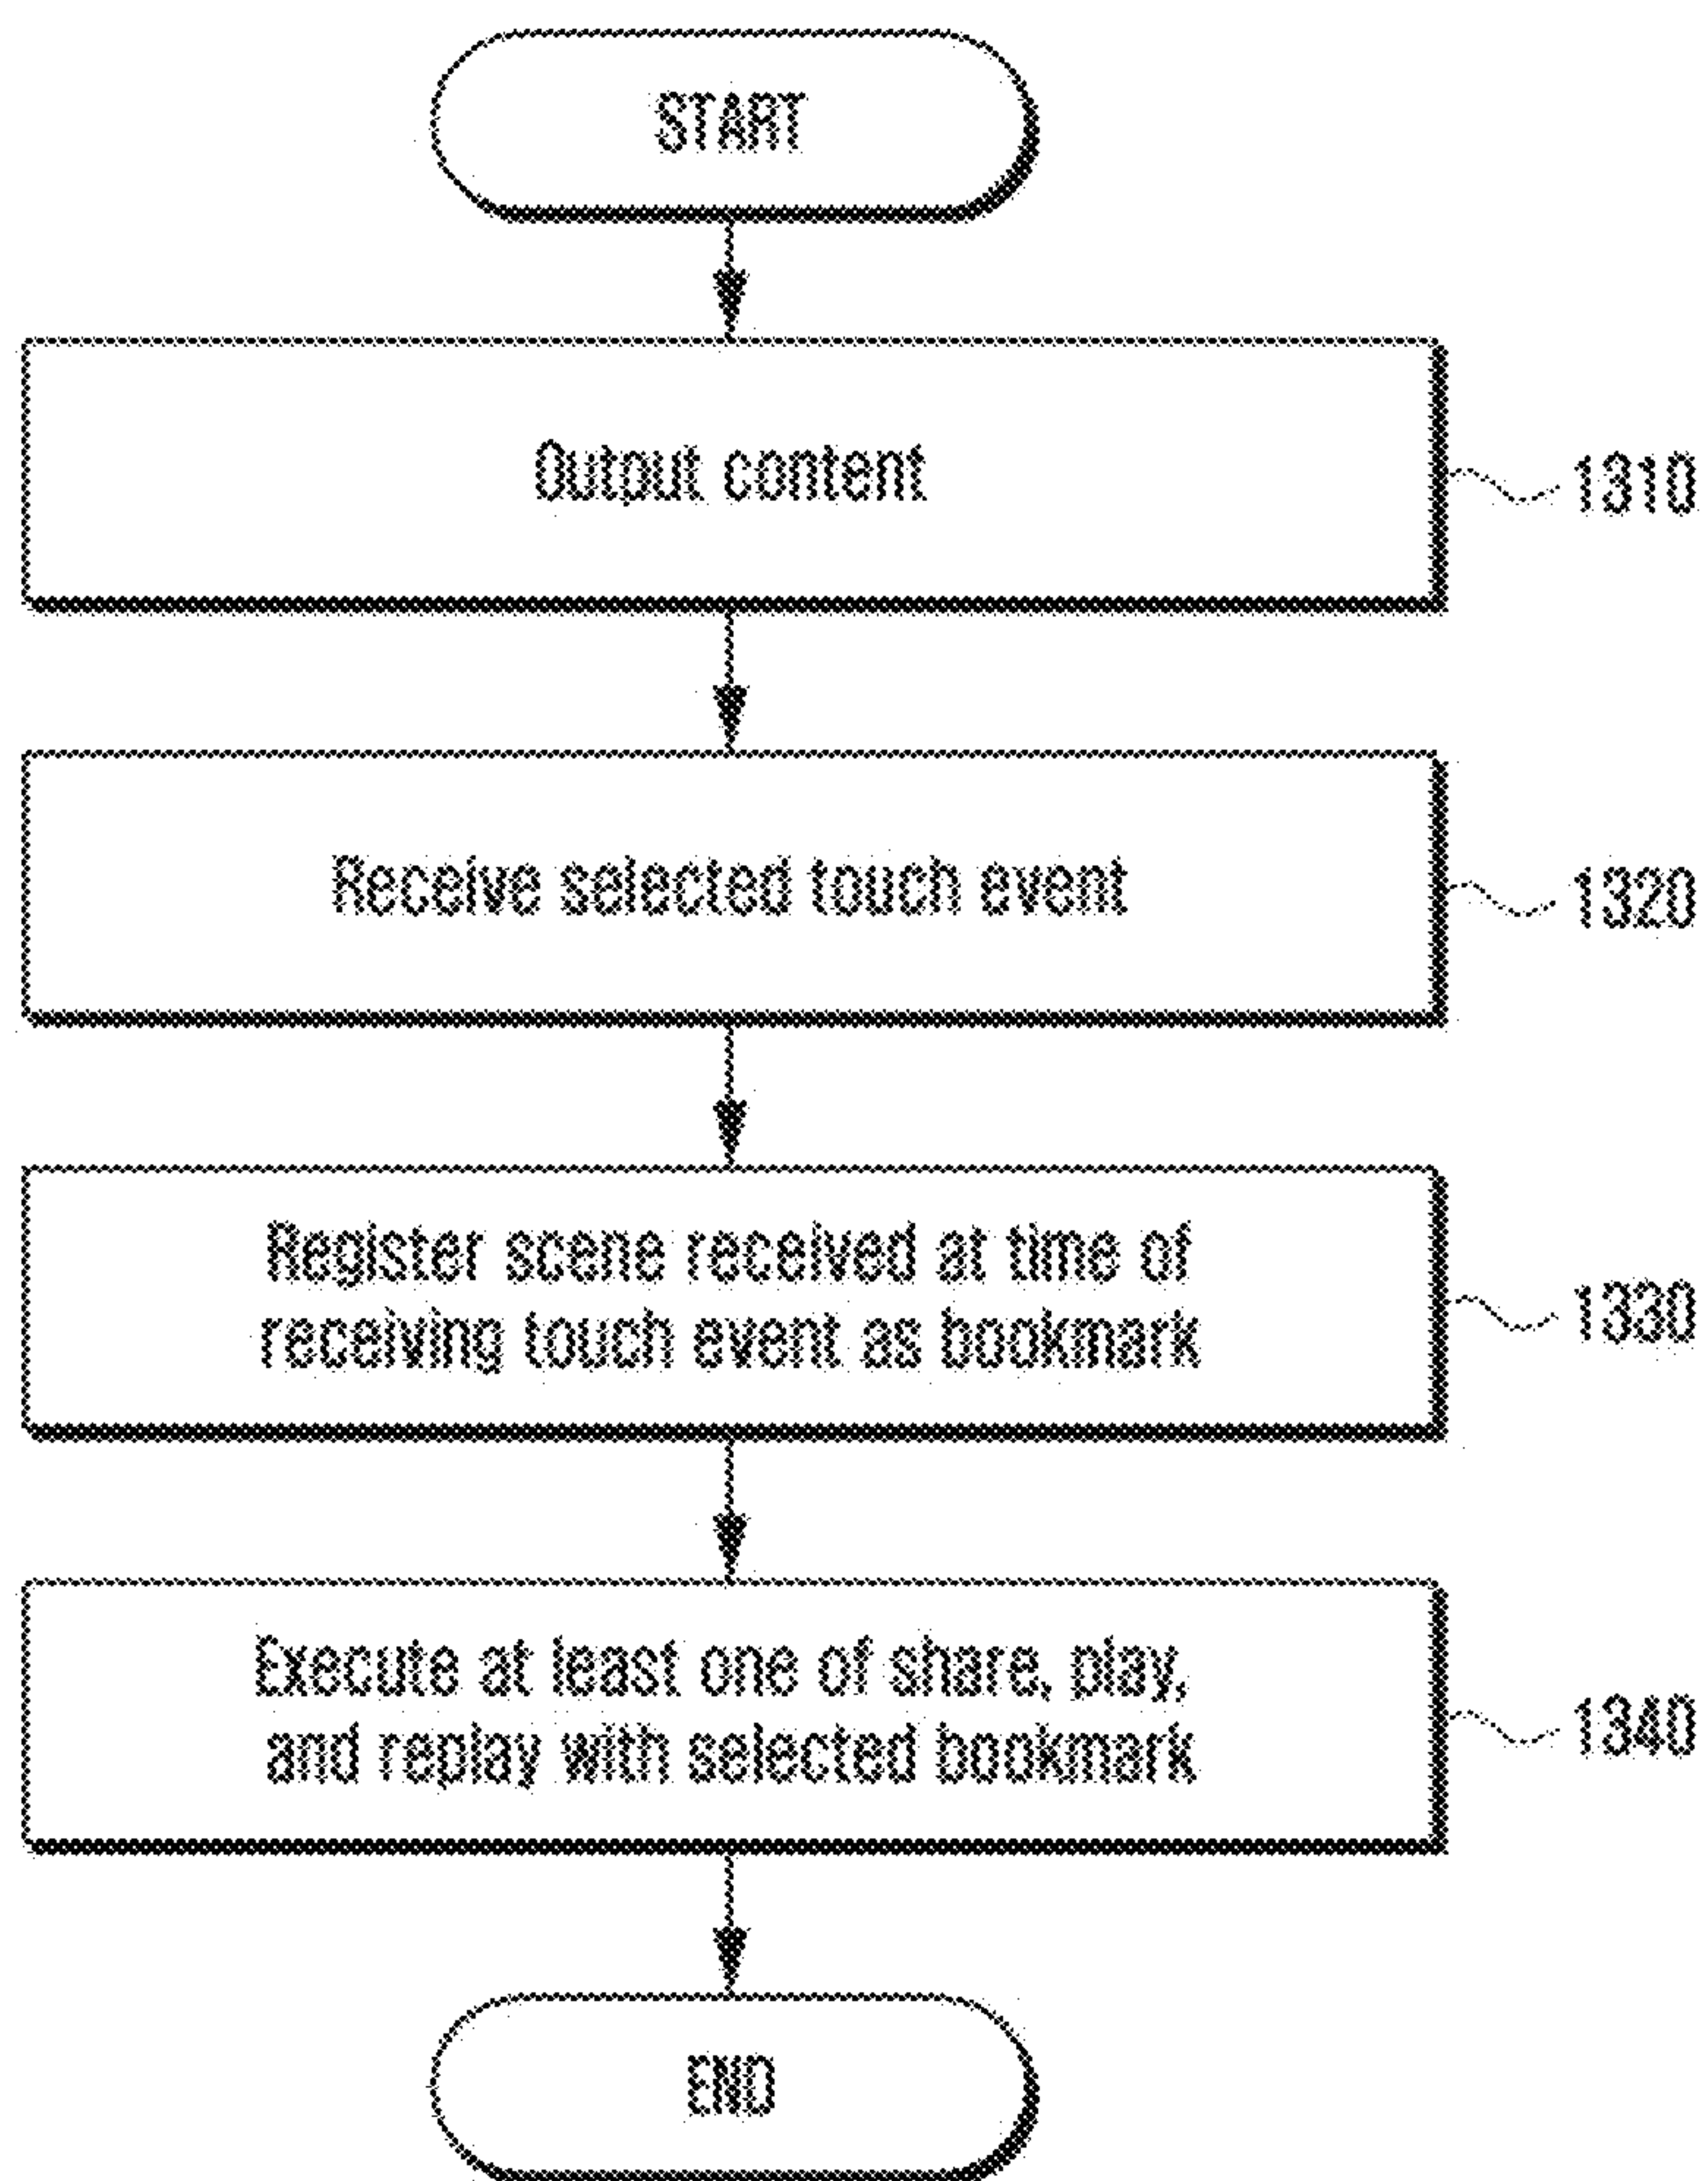 START
Output content
1310
Receive selected touch event
1320
Register scene received at time of
receiving touch event as bookmark
1330
Execute at least one of share, play,
and replay with selected bookmark
1340
END